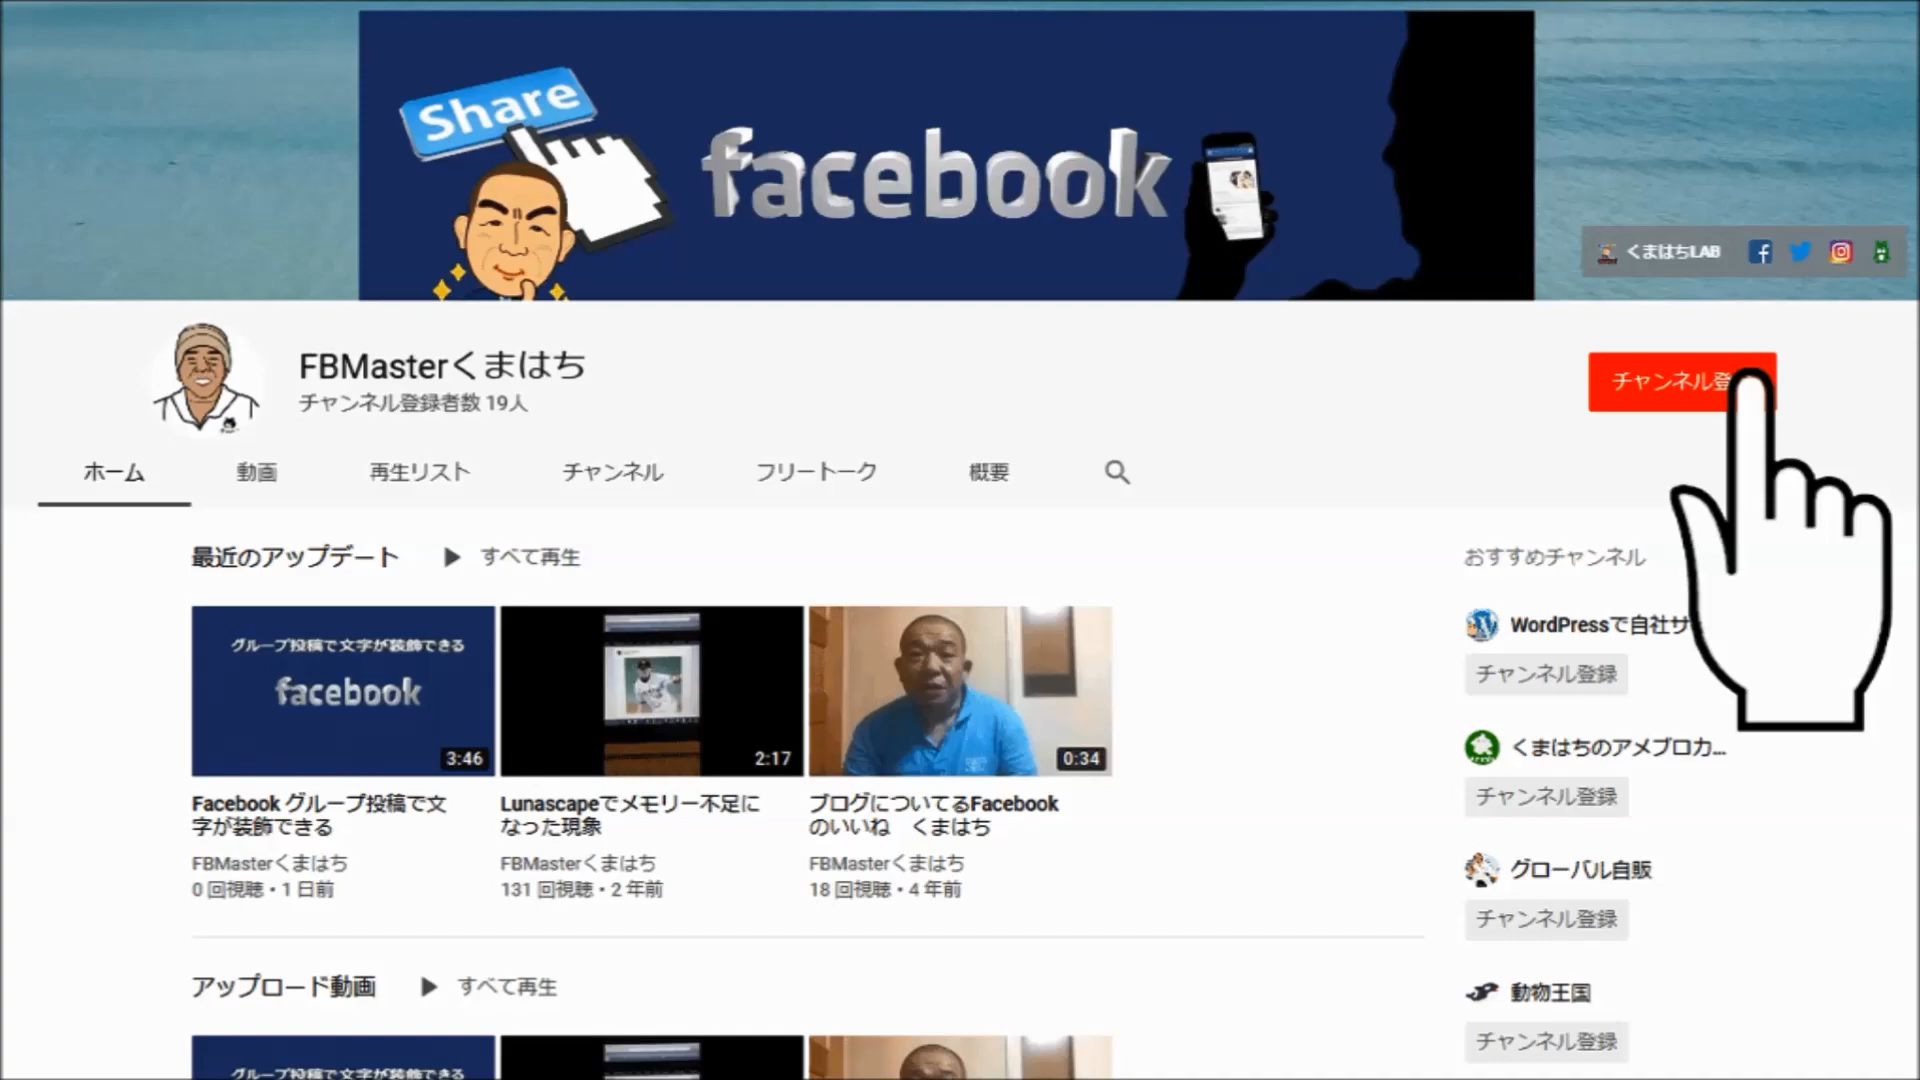 Share
facebook
くまはちLAB
FBMasterくまはち
チャンネル登録者数 19人
チャンネル登
ホーム
動画
再生リスト
チャンネル
フリートーク
概要
最近のアップデート
すべて再生
グループ投稿で文字が装飾できる
facebook
3:46
Facebook グループ投稿で文
字が装飾できる
FBMasterくまはち
0 回視聴・1 日前
2:17
Lunascapeでメモリー不足に
なった現象
FBMasterくまはち
131 回視聴・2 年前
0:34
ブログについてるFacebook
のいいね　くまはち
FBMasterくまはち
18 回視聴・4 年前
おすすめチャンネル
WordPressで自社サ
チャンネル登録
くまはちのアメブロカ...
チャンネル登録
グローバル自販
チャンネル登録
動物王国
チャンネル登録
アップロード動画
すべて再生
グループ投稿で文字が装飾できる